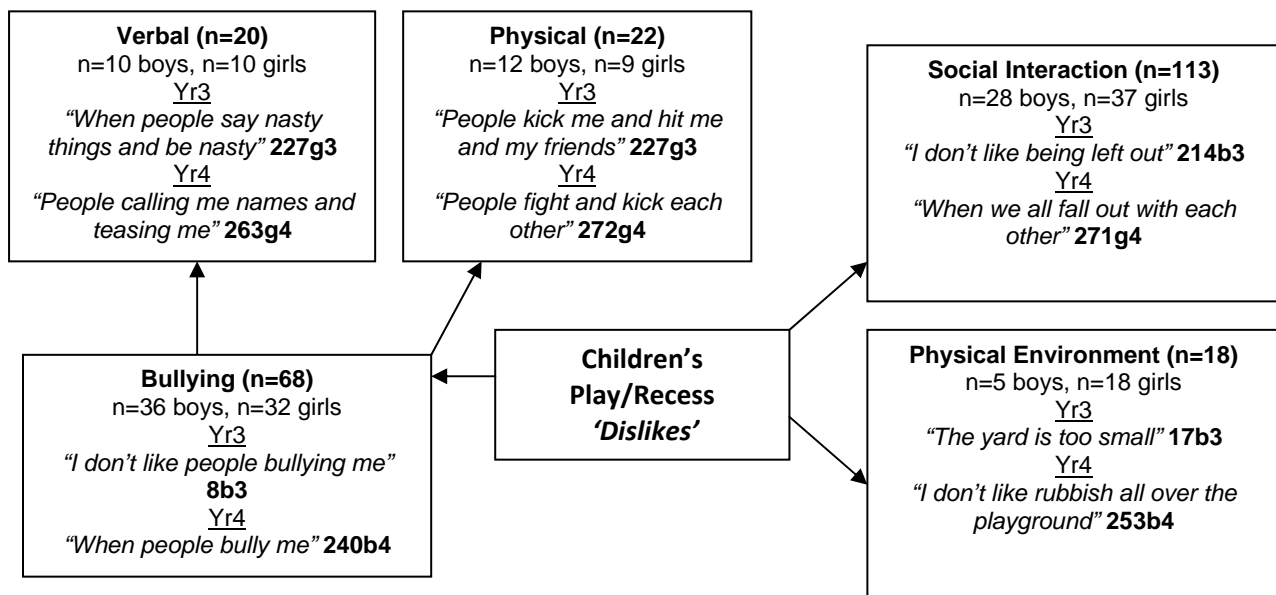 Verbal (n=20)
n=10 boys, n=10 girls
Yr3
“When people say nasty
things and be nasty” 227g3
Yr4
“People calling me names and
teasing me” 263g4
Physical (n=22)
n=12 boys, n=9 girls
Yr3
“People kick me and hit me
and my friends” 227g3
Yr4
“People fight and kick each
other” 272g4
Social Interaction (n=113)
n=28 boys, n=37 girls
Yr3
“I don’t like being left out” 214b3
Yr4
“When we all fall out with each
other” 271g4
Bullying (n=68)
n=36 boys, n=32 girls
Yr3
“I don’t like people bullying me”
8b3
Yr4
“When people bully me” 240b4
Children’s
Play/Recess
‘Dislikes’
Physical Environment (n=18)
n=5 boys, n=18 girls
Yr3
“The yard is too small” 17b3
Yr4
“I don’t like rubbish all over the
playground” 253b4